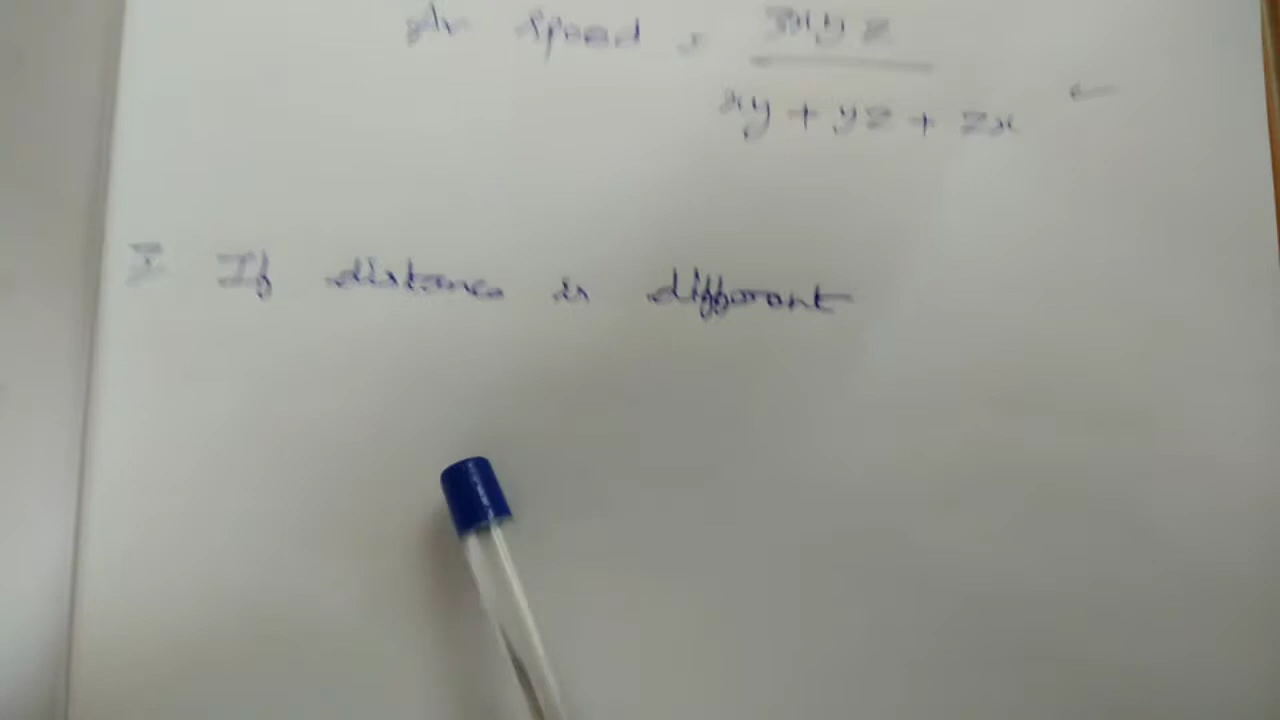 Av Speed = 3xyz
xy + yz + zx ←
I If distance is different